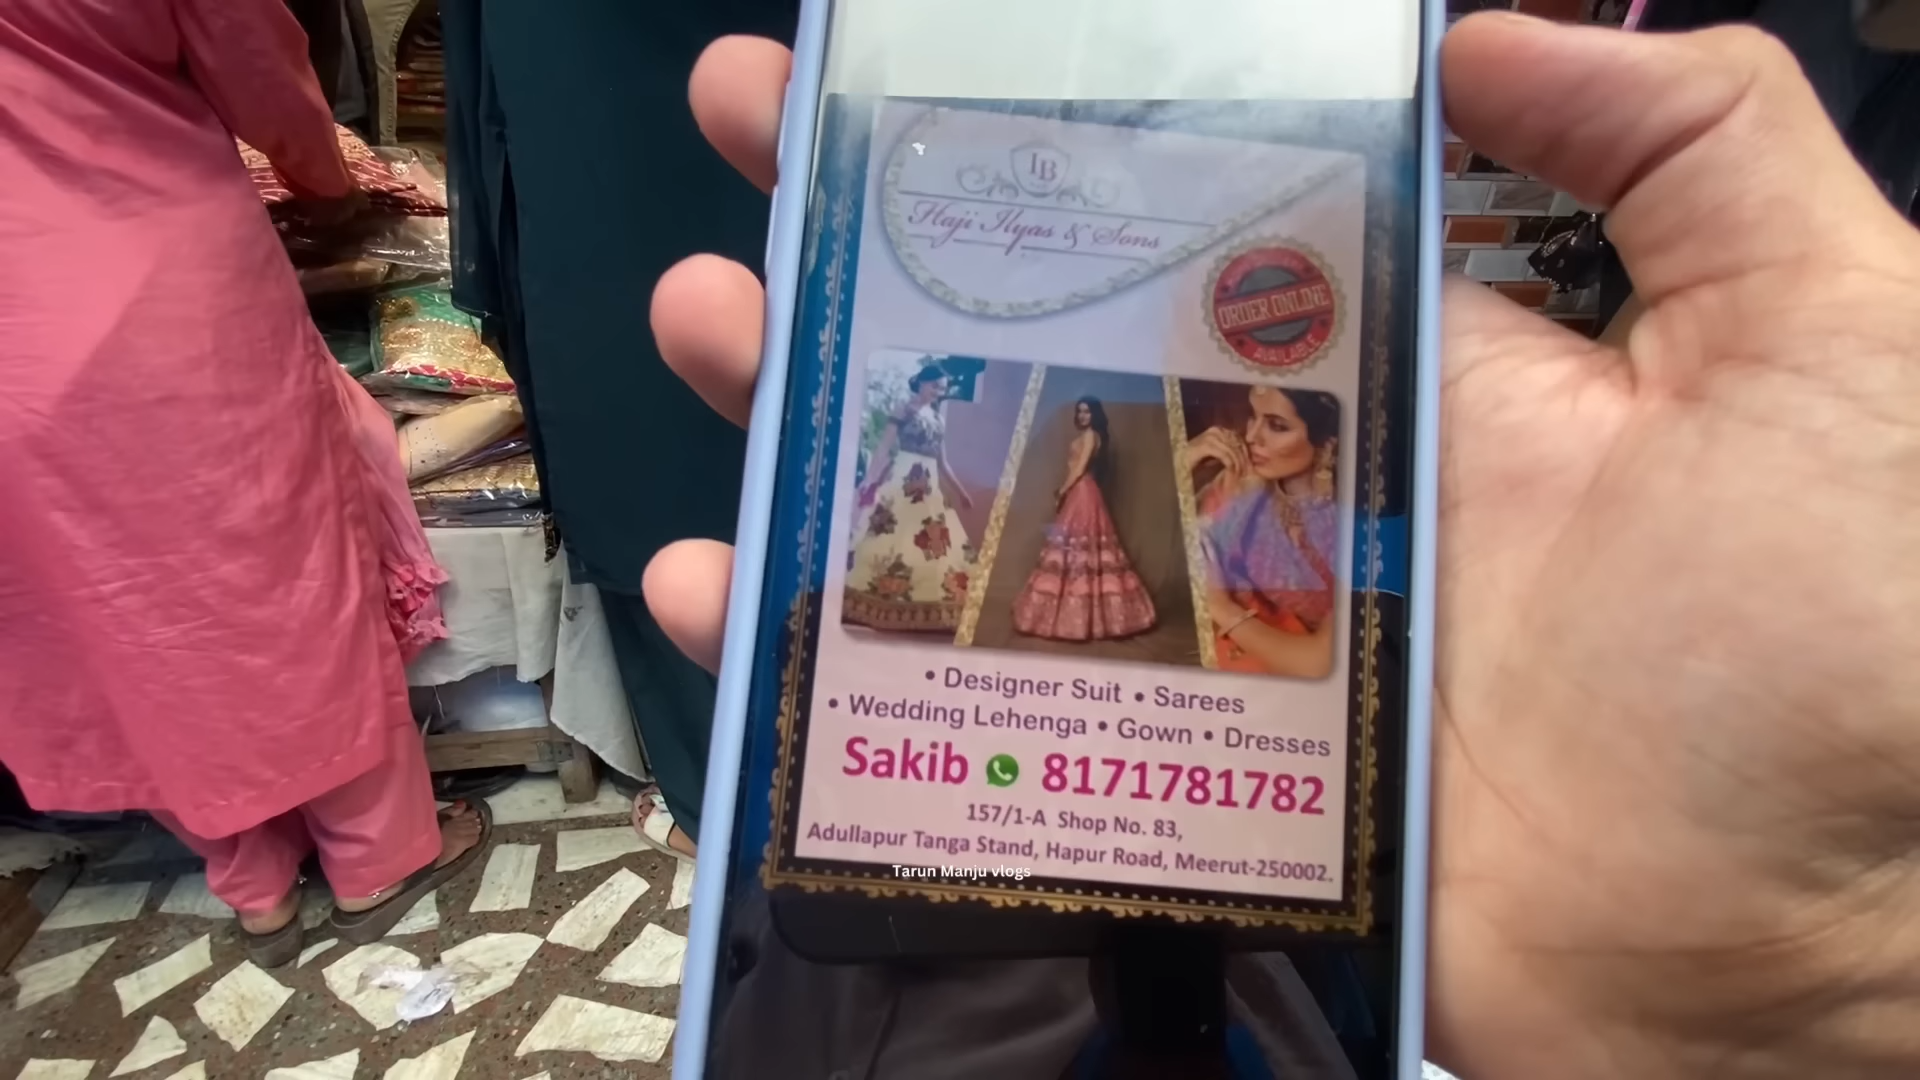 IB
Haji Ilyas & Sons
ORDER ONLINE
AVAILABLE
• Designer Suit • Sarees
• Wedding Lehenga • Gown • Dresses
Sakib 8171781782
157/1-A Shop No. 83,
Adullapur Tanga Stand, Hapur Road, Meerut-250002.
Tarun Manju vlogs